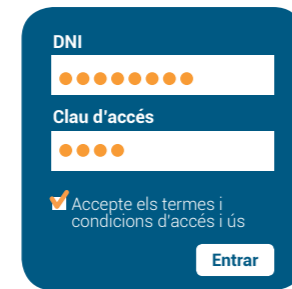 DNI
Clau d'accés
Accepte els termes i
condicions d'accés i ús
Entrar